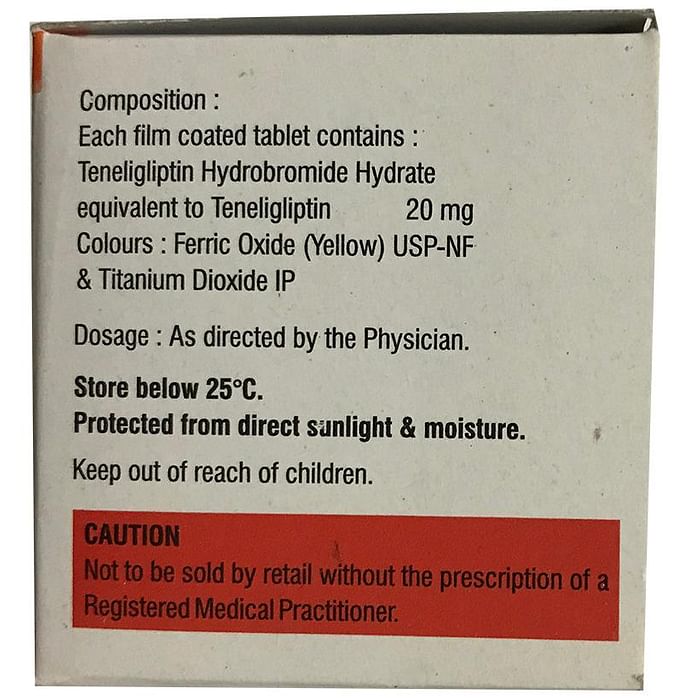 Composition :
Each film coated tablet contains :
Teneligliptin Hydrobromide Hydrate
equivalent to Teneligliptin 20 mg
Colours : Ferric Oxide (Yellow) USP-NF
& Titanium Dioxide IP
Dosage : As directed by the Physician.
Store below 25°C.
Protected from direct sunlight & moisture.
Keep out of reach of children.
CAUTION
Not to be sold by retail without the prescription of a
Registered Medical Practitioner.